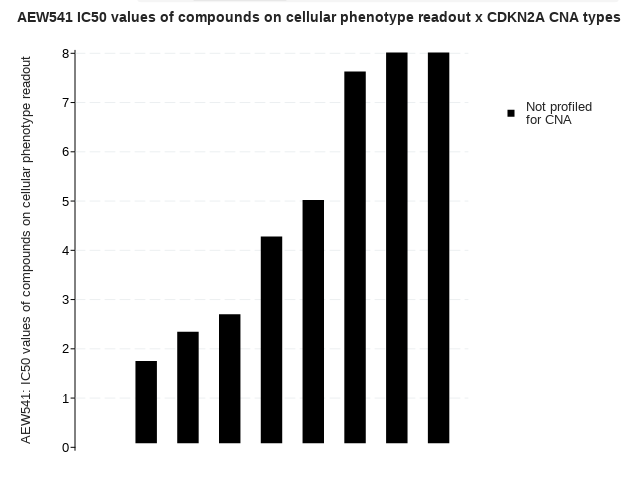 AEW541 IC50 values of compounds on cellular phenotype readout x CDKN2A CNA types
AEW541: IC50 values of compounds on cellular phenotype readout
8
7
6
5
4
3
2
1
0
Not profiled
for CNA